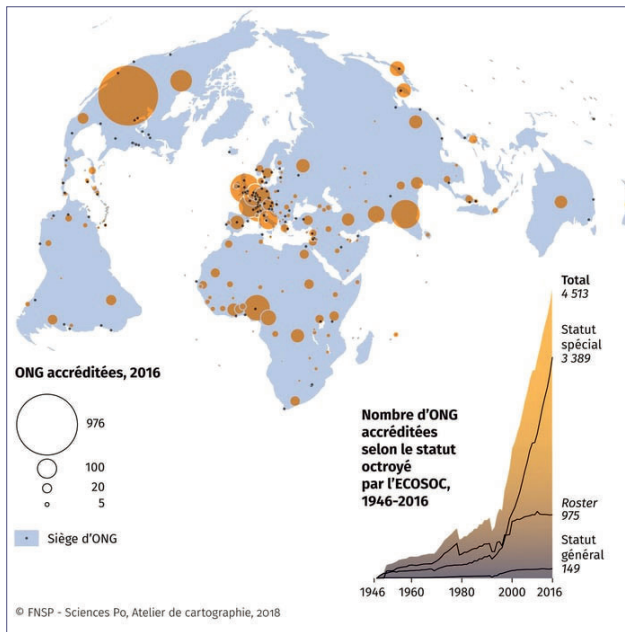 ONG accréditées, 2016
976
100
20
5
Siège d'ONG
Nombre d'ONG
accréditées
selon le statut
octroyé
par l'ECOSOC,
1946-2016
Total
4 513
Statut
spécial
3 389
Roster
975
Statut
général
149
1946 1960 1980 2000 2016
© FNSP - Sciences Po, Atelier de cartographie, 2018